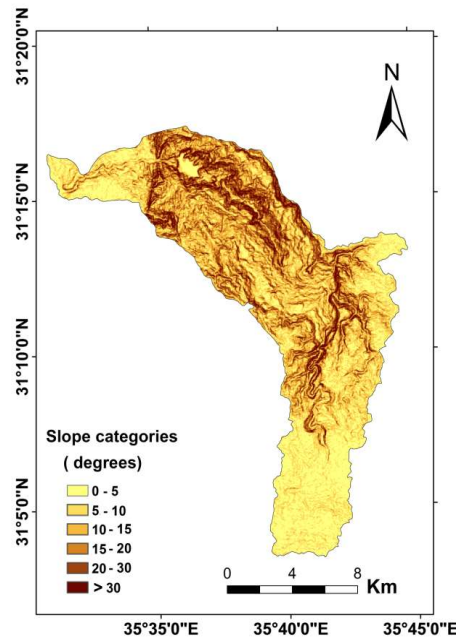 31°20'0"N
N
31°15'0"N
31°10'0"N
31°5'0"N
Slope categories
( degrees)
0 - 5
5 - 10
10 - 15
15 - 20
20 - 30
> 30
0 4 8
Km
35°35'0"E 35°40'0"E 35°45'0"E